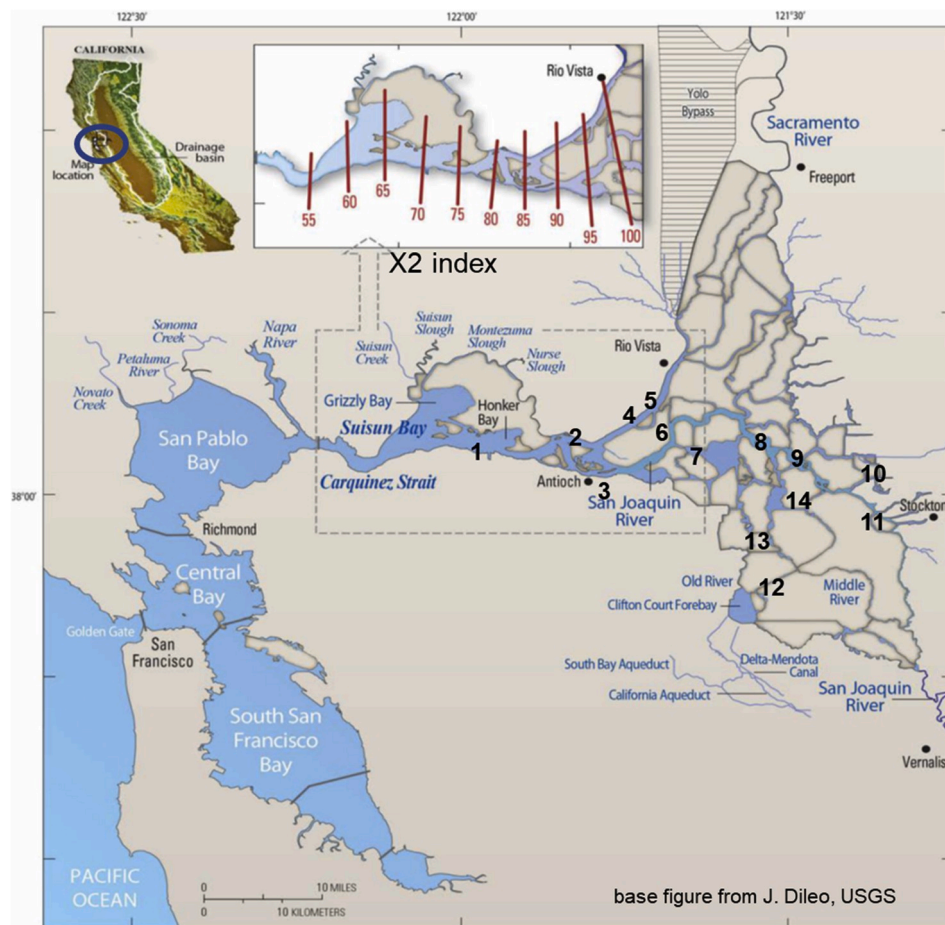 122°30'
122°00'
121°30'
CALIFORNIA
Map
location
Drainage
basin
Rio Vista
55
60
65
70
75
80
85
90
95
100
X2 index
Yolo
Bypass
Sacramento
River
Freeport
Sonoma
Creek
Napa
River
Petaluma
River
Novato
Creek
Suisun
Creek
Suisun
Slough
Montezuma
Slough
Nurse
Slough
Rio Vista
Grizzly Bay
Honker
Bay
Suisun Bay
San Pablo
Bay
Carquinez Strait
Antioch
San Joaquin
River
38°00'
Stockton
1
2
3
4
5
6
7
8
9
10
11
12
13
14
Richmond
Central
Bay
Golden Gate
San
Francisco
Old River
Clifton Court Forebay
Middle
River
South Bay Aqueduct
Delta-Mendota
Canal
California Aqueduct
San Joaquin
River
Vernalis
South San
Francisco
Bay
PACIFIC
OCEAN
0 10 MILES
0 10 KILOMETERS
base figure from J. Dileo, USGS